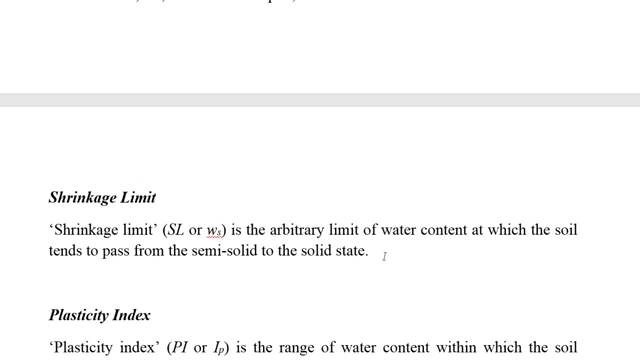 Shrinkage Limit
‘Shrinkage limit’ (SL or ws) is the arbitrary limit of water content at which the soil
tends to pass from the semi-solid to the solid state.
Plasticity Index
‘Plasticity index’ (PI or Ip) is the range of water content within which the soil